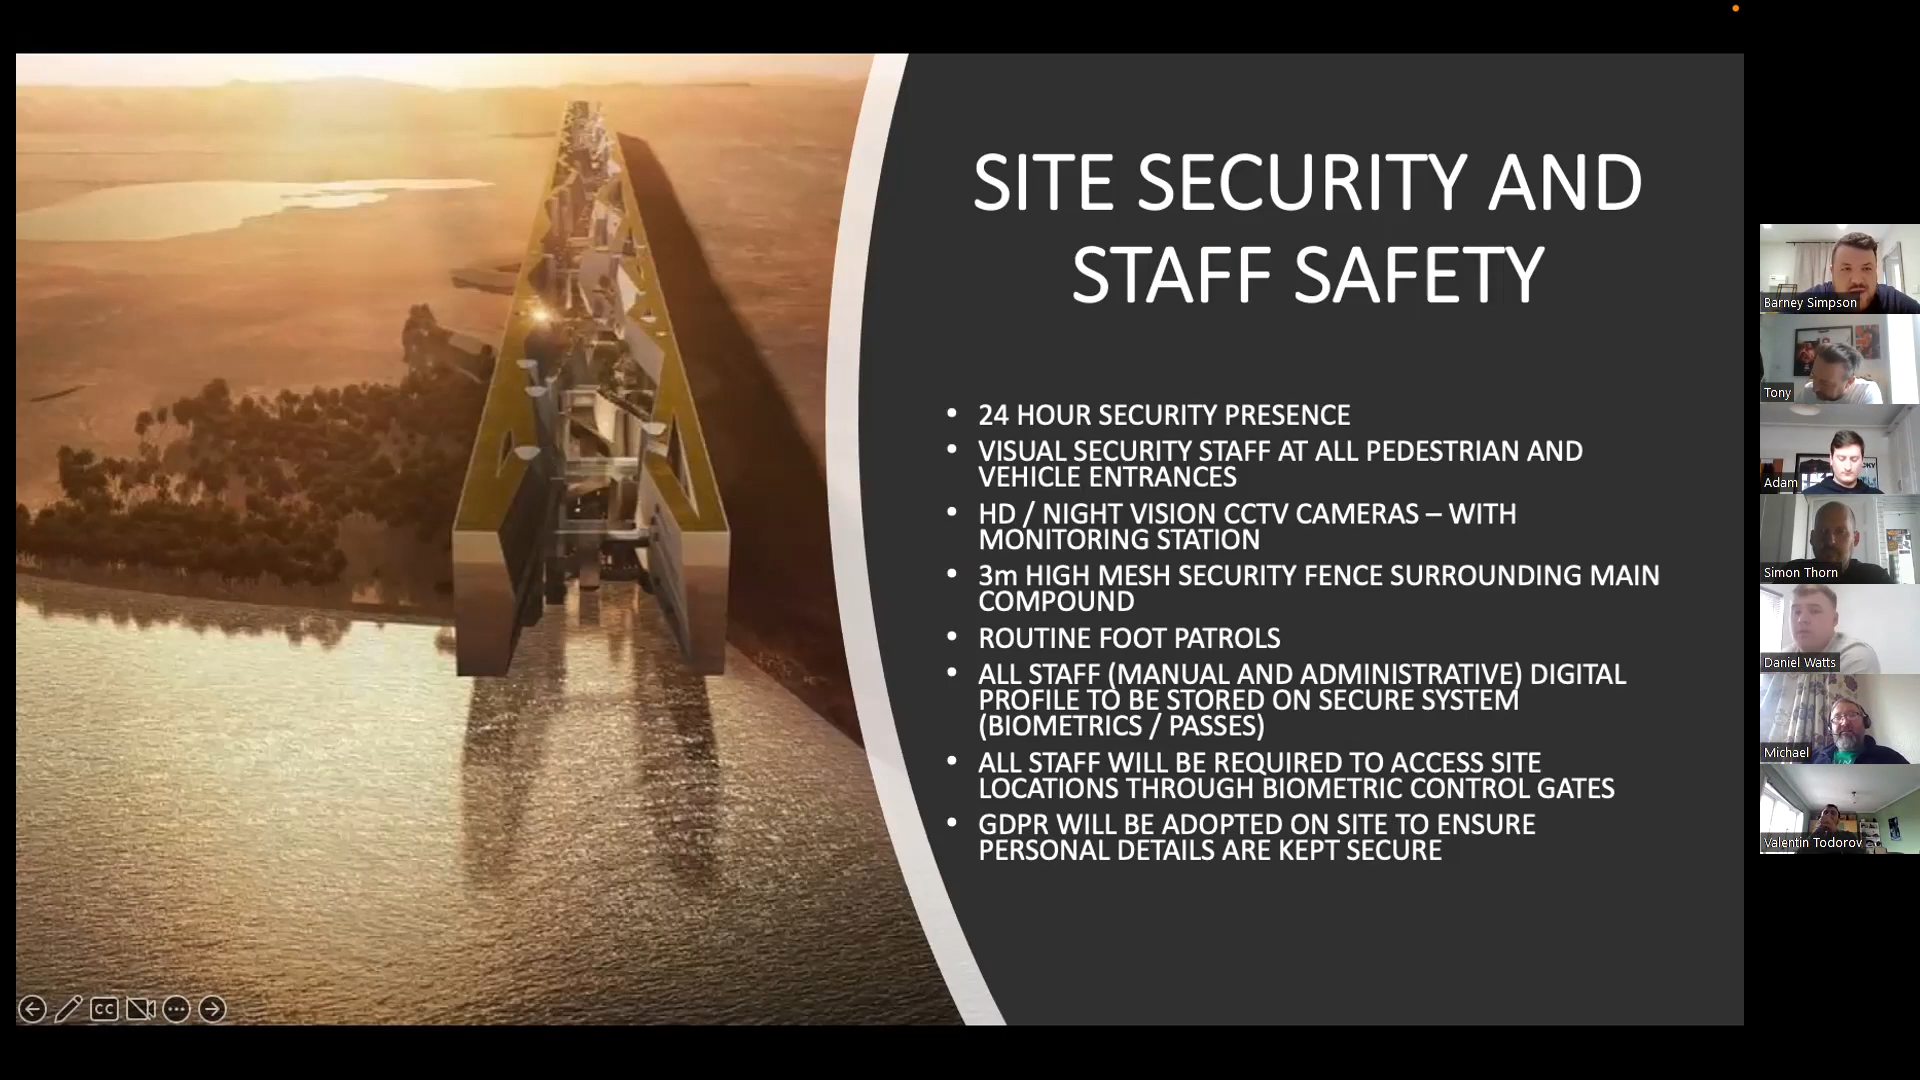 SITE SECURITY AND
STAFF SAFETY
• 24 HOUR SECURITY PRESENCE
• VISUAL SECURITY STAFF AT ALL PEDESTRIAN AND
VEHICLE ENTRANCES
• HD / NIGHT VISION CCTV CAMERAS – WITH
MONITORING STATION
• 3m HIGH MESH SECURITY FENCE SURROUNDING MAIN
COMPOUND
• ROUTINE FOOT PATROLS
• ALL STAFF (MANUAL AND ADMINISTRATIVE) DIGITAL
PROFILE TO BE STORED ON SECURE SYSTEM
(BIOMETRICS / PASSES)
• ALL STAFF WILL BE REQUIRED TO ACCESS SITE
LOCATIONS THROUGH BIOMETRIC CONTROL GATES
• GDPR WILL BE ADOPTED ON SITE TO ENSURE
PERSONAL DETAILS ARE KEPT SECURE
CC
Barney Simpson
Tony
Adam
Simon Thorn
Daniel Watts
Michael
Valentin Todorov